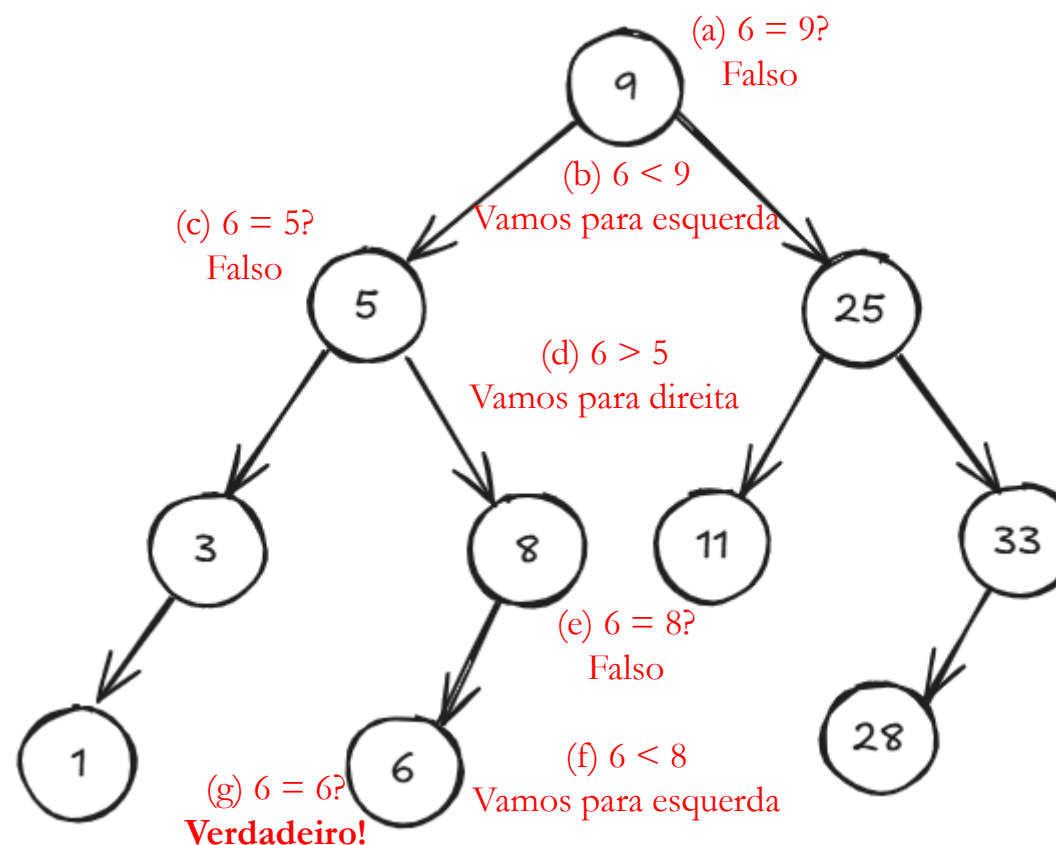 (a) 6 = 9?
Falso
9
(b) 6 < 9
Vamos para esquerda
(c) 6 = 5?
Falso
5
25
(d) 6 > 5
Vamos para direita
3
8
11
33
(e) 6 = 8?
Falso
1
6
28
(f) 6 < 8
Vamos para esquerda
(g) 6 = 6?
Verdadeiro!